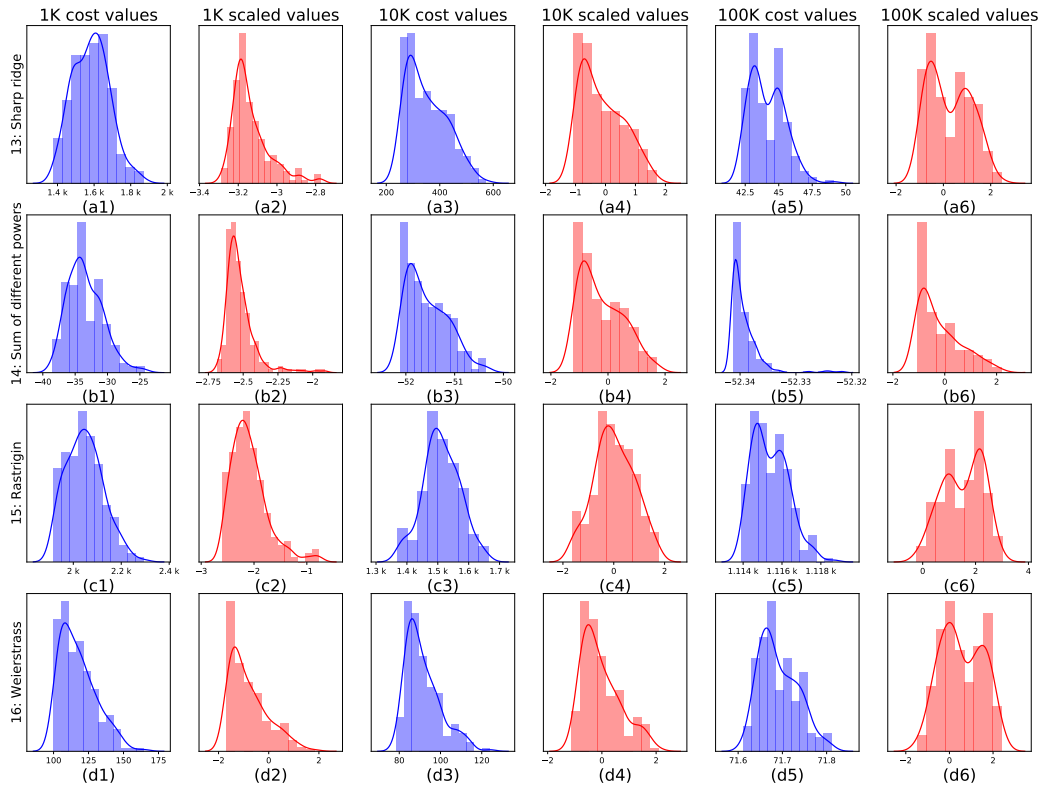 1K cost values 1K scaled values 10K cost values 10K scaled values 100K cost values 100K scaled values
13: Sharp ridge
1.4 k 1.6 k 1.8 k 2 k −3.4 −3.2 −3.0 −2.8 200 400 600 −2 −1 0 1 2 42.5 45 47.5 50 −2 0 2
(a1) (a2) (a3) (a4) (a5) (a6)
14: Sum of different powers
−40 −35 −30 −25 −2.75 −2.5 −2.25 −2 −52 −51 −50 −2 0 2 −52.34 −52.33 −52.32 −2 0 2
(b1) (b2) (b3) (b4) (b5) (b6)
15: Rastrigin
2 k 2.2 k 2.4 k −3 −2 −1 1.3 k 1.4 k 1.5 k 1.6 k 1.7 k −2 0 2 1.114 k 1.116 k 1.118 k 0 2 4
(c1) (c2) (c3) (c4) (c5) (c6)
16: Weierstrass
100 125 150 175 −2 0 2 80 100 120 −2 0 2 71.6 71.7 71.8 −2 0 2
(d1) (d2) (d3) (d4) (d5) (d6)